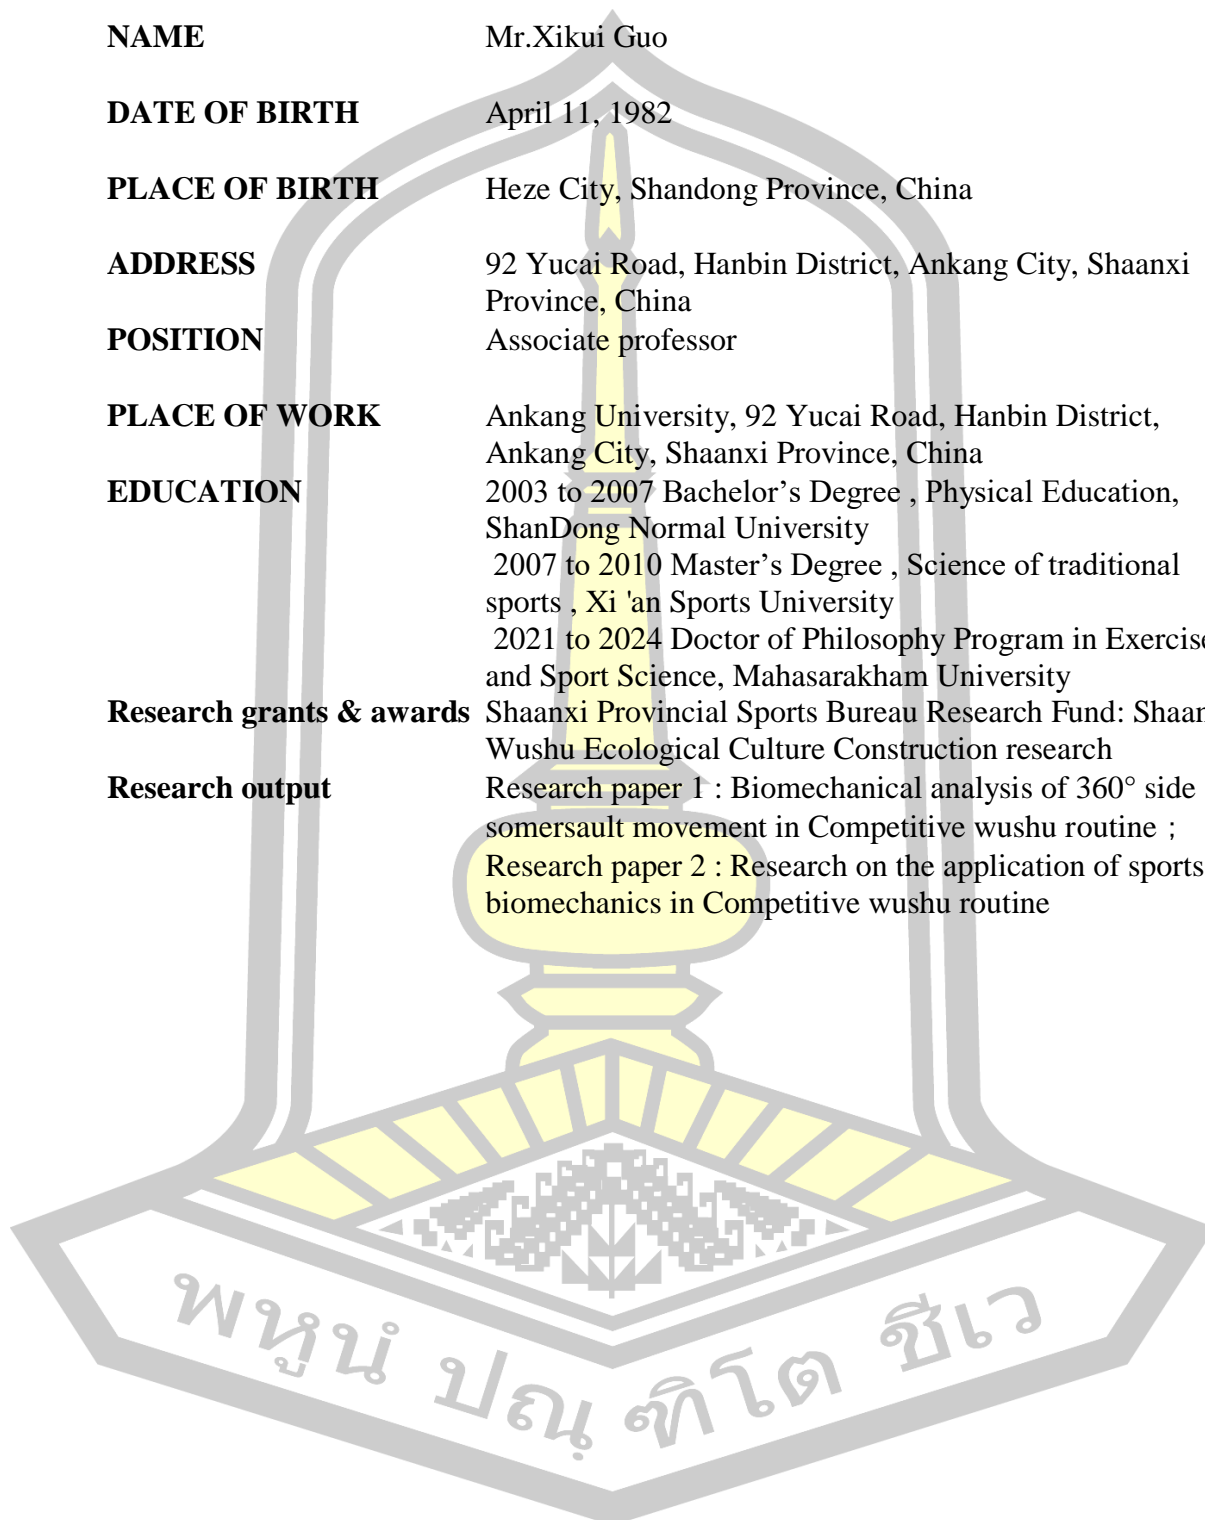 NAME Mr.Xikui Guo
DATE OF BIRTH April 11, 1982
PLACE OF BIRTH Heze City, Shandong Province, China
ADDRESS 92 Yucai Road, Hanbin District, Ankang City, Shaanxi
Province, China
POSITION Associate professor
PLACE OF WORK Ankang University, 92 Yucai Road, Hanbin District,
Ankang City, Shaanxi Province, China
EDUCATION 2003 to 2007 Bachelor’s Degree , Physical Education,
ShanDong Normal University
2007 to 2010 Master’s Degree , Science of traditional
sports , Xi 'an Sports University
2021 to 2024 Doctor of Philosophy Program in Exercise
and Sport Science, Mahasarakham University
Research grants & awards Shaanxi Provincial Sports Bureau Research Fund:
Wushu Ecological Culture Construction research
Research output Research paper 1 : Biomechanical analysis of 360° side
somersault movement in Competitive wushu routine ;
Research paper 2 : Research on the application of sports
biomechanics in Competitive wushu routine
พหูนํ ปณฺฑิโต ชีเว